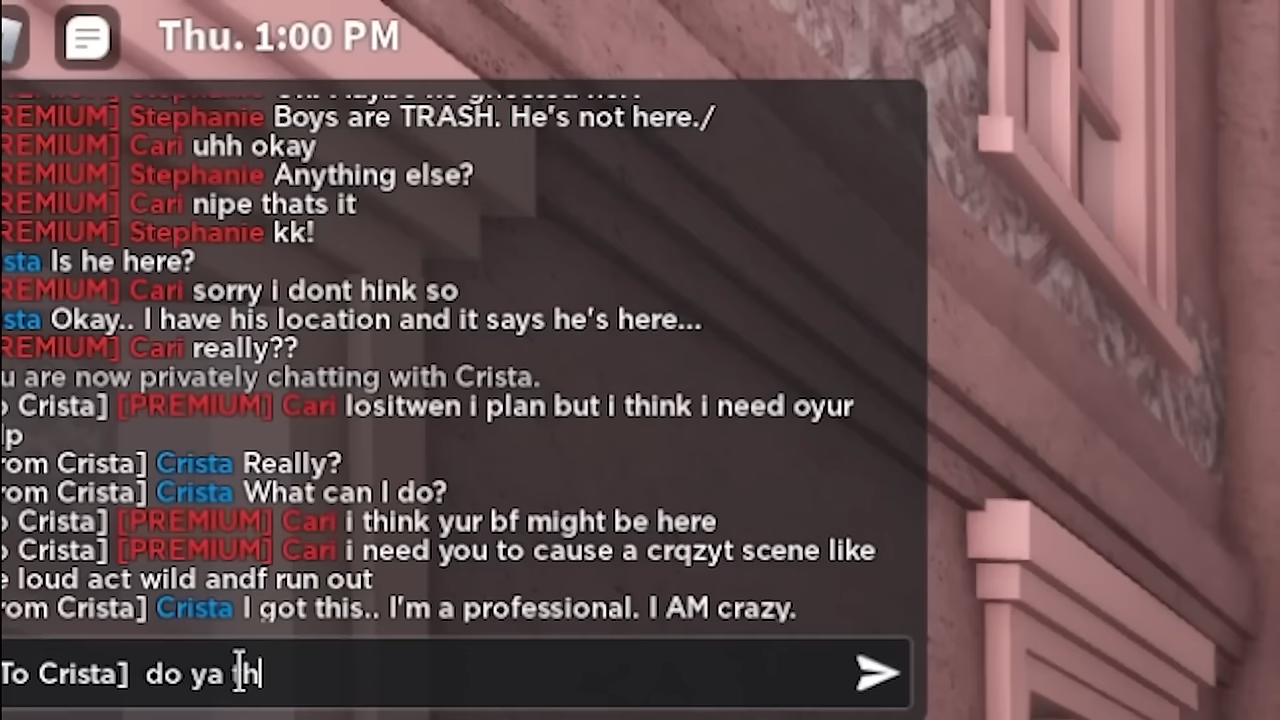 Thu. 1:00 PM
REMIUM] Stephanie Boys are TRASH. He's not here./
REMIUM] Cari uhh okay
REMIUM] Stephanie Anything else?
REMIUM] Cari nipe thats it
REMIUM] Stephanie kk!
sta Is he here?
REMIUM] Cari sorry i dont hink so
sta Okay.. I have his location and it says he's here...
REMIUM] Cari really??
u are now privately chatting with Crista.
o Crista] [PREMIUM] Cari lositwen i plan but i think i need oyur
lp
rom Crista] Crista Really?
rom Crista] Crista What can I do?
o Crista] [PREMIUM] Cari i think yur bf might be here
o Crista] [PREMIUM] Cari i need you to cause a crqzyt scene like
e loud act wild andf run out
rom Crista] Crista I got this.. I'm a professional. I AM crazy.
To Crista] do ya th